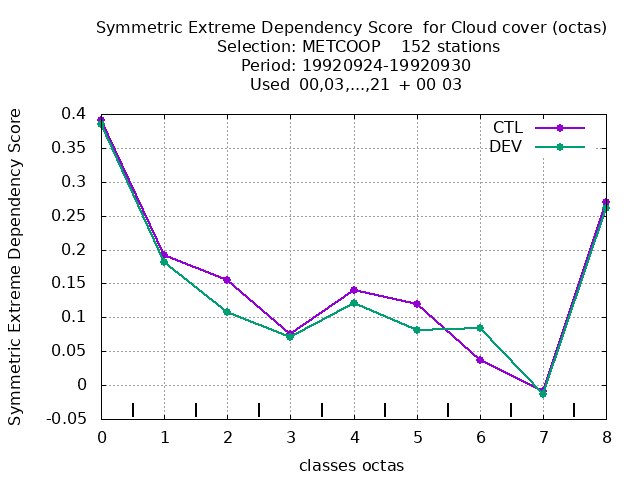 Symmetric Extreme Dependency Score  for Cloud cover (octas)
Selection: METCOOP    152 stations
Period: 19920924-19920930
Used  00,03,...,21  + 00 03
CTL
DEV
Symmetric Extreme Dependency Score
0.4
0.35
0.3
0.25
0.2
0.15
0.1
0.05
0
-0.05
0 1 2 3 4 5 6 7 8
classes octas